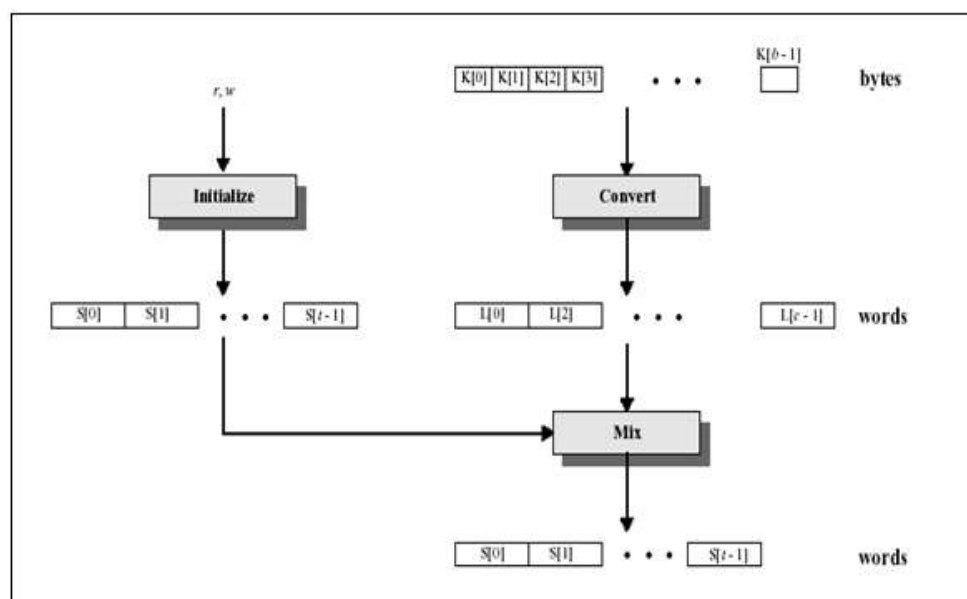 K[b - 1]
K[0] K[1] K[2] K[3] • • • bytes
r, w
Initialize Convert
S[0] S[1] • • • S[t - 1] L[0] L[2] • • • L[c - 1] words
Mix
S[0] S[1] • • • S[t - 1] words